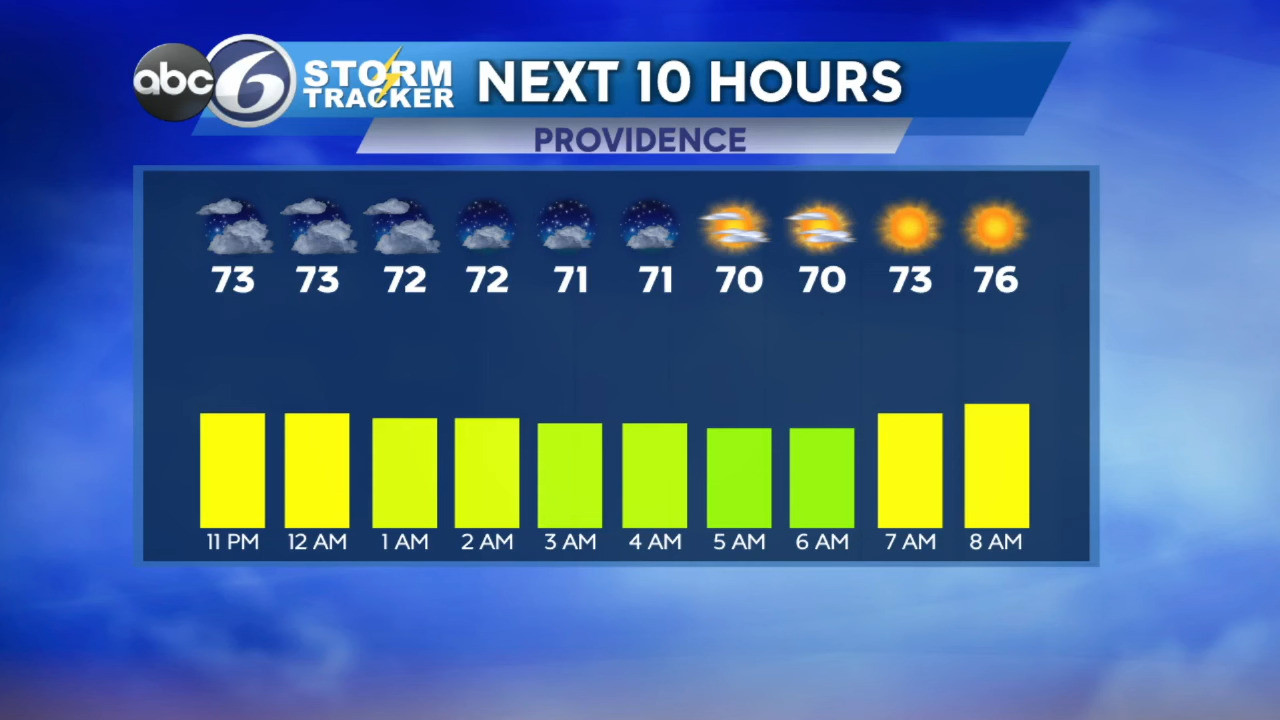 abc 6 STORM TRACKER NEXT 10 HOURS
PROVIDENCE
73 73 72 72 71 71 70 70 73 76
11 PM 12 AM 1 AM 2 AM 3 AM 4 AM 5 AM 6 AM 7 AM 8 AM